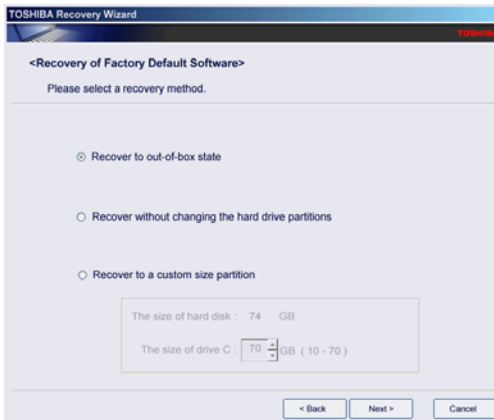 TOSHIBA Recovery Wizard
TOSHIBA
<Recovery of Factory Default Software>
Please select a recovery method.
Recover to out-of-box state
Recover without changing the hard drive partitions
Recover to a custom size partition
The size of hard disk : 74 GB
The size of drive C : 70 GB ( 10 - 70 )
< Back Next > Cancel